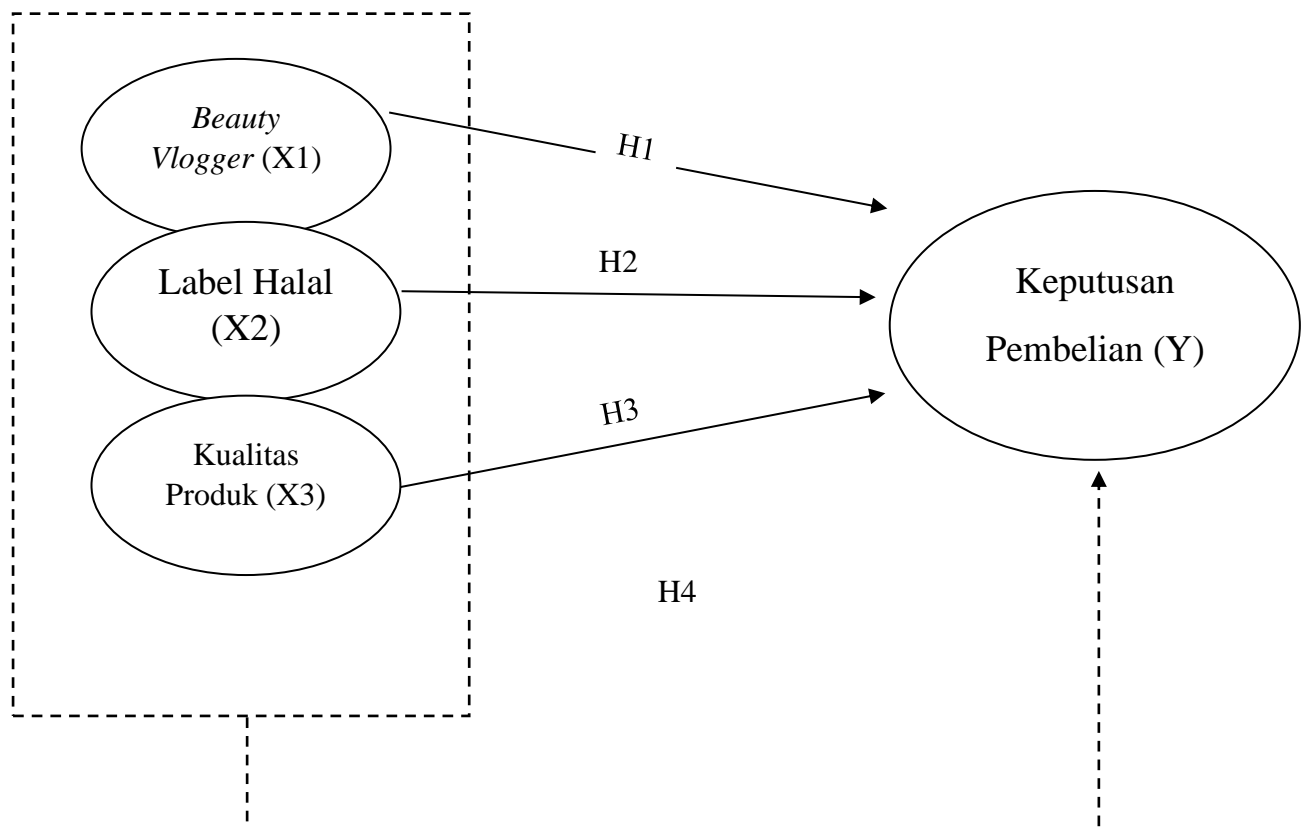 Beauty
Vlogger (X1)
H1
H2
Label Halal
(X2)
Keputusan
Pembelian (Y)
H3
Kualitas
Produk (X3)
H4